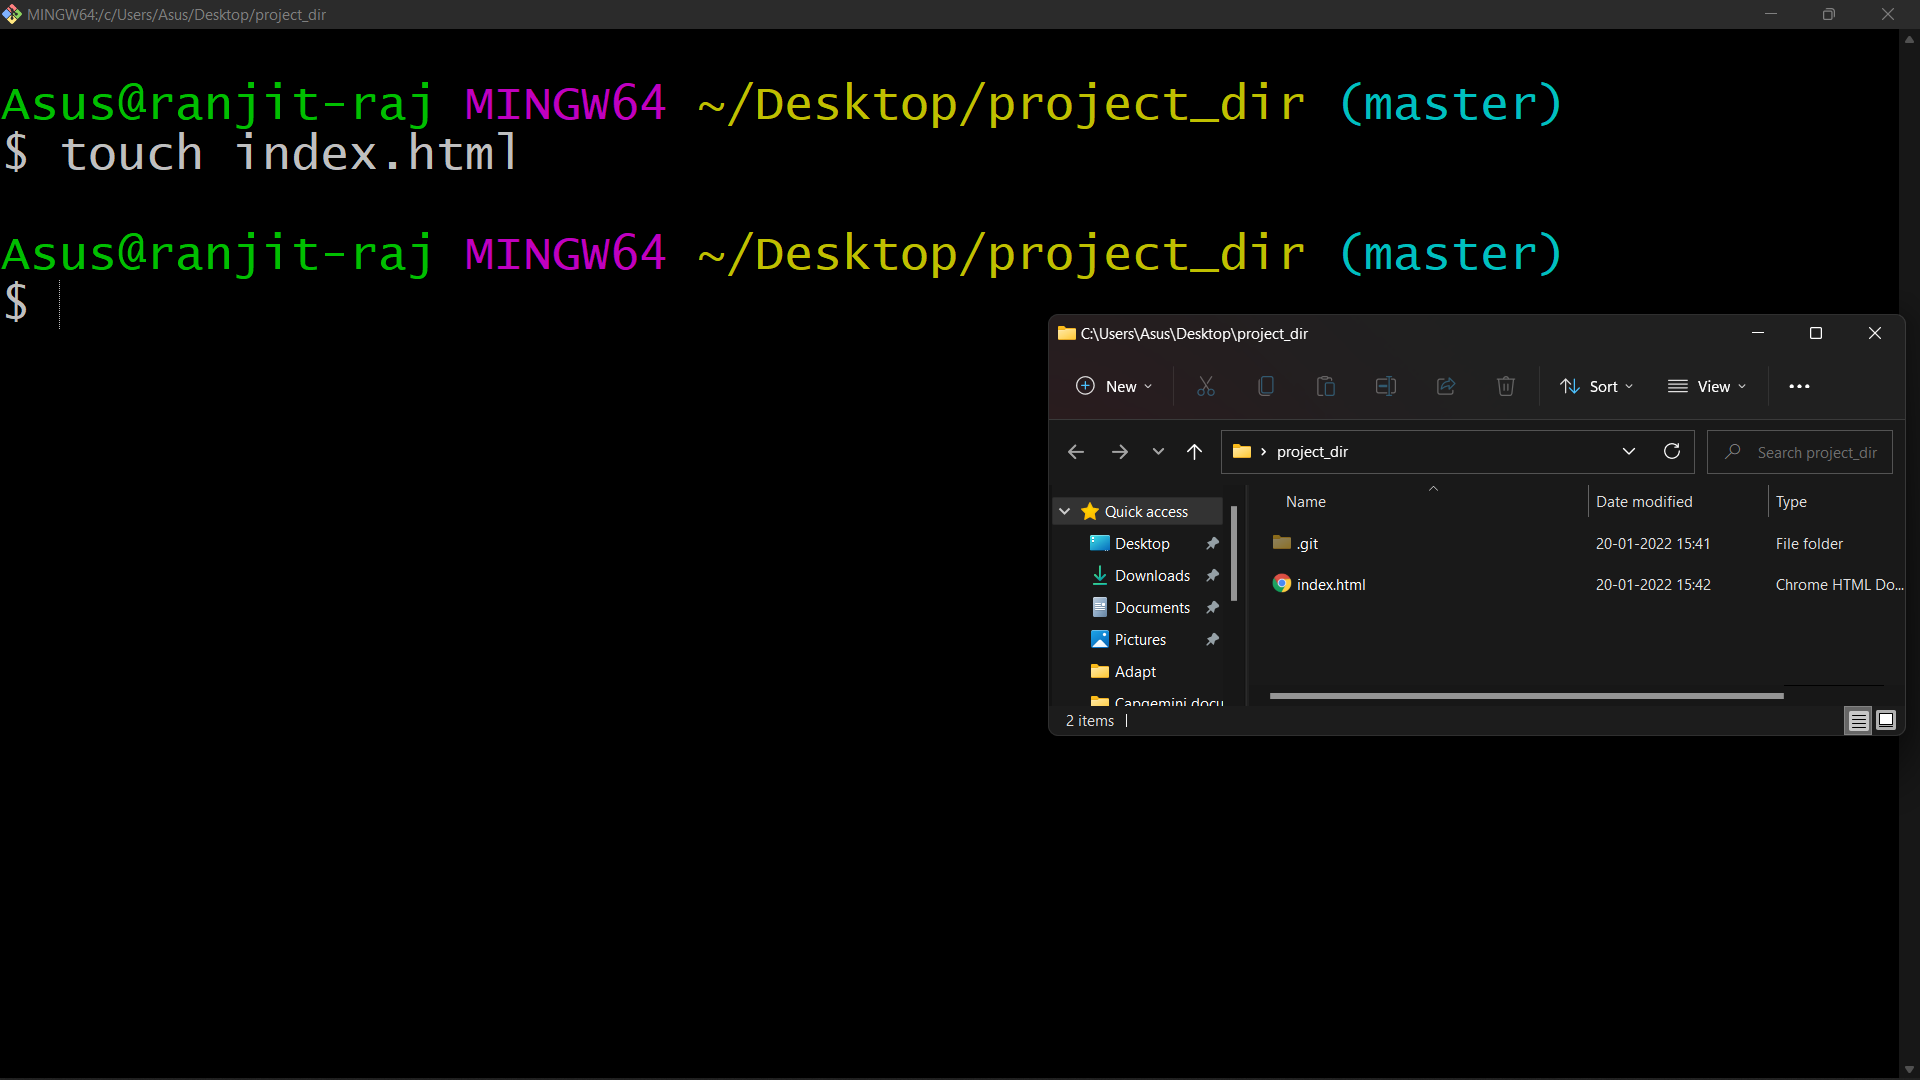 MINGW64:/c/Users/Asus/Desktop/project_dir
Asus@ranjit-raj MINGW64 ~/Desktop/project_dir (master)
$ touch index.html
Asus@ranjit-raj MINGW64 ~/Desktop/project_dir (master)
$
C:\Users\Asus\Desktop\project_dir
New Sort View
project_dir Search project_dir
Name Date modified Type
Quick access
Desktop
Downloads
Documents
Pictures
Adapt
Capgemini docu
.git 20-01-2022 15:41 File folder
index.html 20-01-2022 15:42 Chrome HTML Do...
2 items